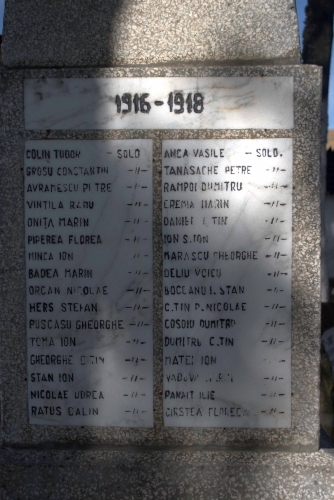 1916-1918
COLIN TUDOR - SOLD
GROSU CONSTANTIN -"-
AVRAMESCU PETRE -"-
VINTILA RADU -"-
ONITA MARIN -"-
PIPEREA FLOREA -"-
MINCA ION -"-
BADEA MARIN -"-
ORCAN NICOLAE -"-
HERS STEFAN -"-
PUSCASU GHEORGHE -"-
TOMA ION -"-
GHEORGHE C.TIN -"-
STAN ION -"-
NICOLAE UDREA -"-
RATUS CALIN -"-
ANCA VASILE - SOLD.
TANASACHE PETRE -"-
RAMPOI DUMITRU -"-
EREMIA MARIN -"-
DANIEL C.TIN -"-
ION S.ION -"-
MARASCU GHEORGHE -"-
DELIU VOICU -"-
BOCEANU STAN -"-
C.TIN P. NICOLAE -"-
COSOIU DUMITRU -"-
DUMITRU C.TIN -"-
MATEI ION -"-
-"-
PANAIT ILIE -"-
CIRSTEA FLOREA -"-